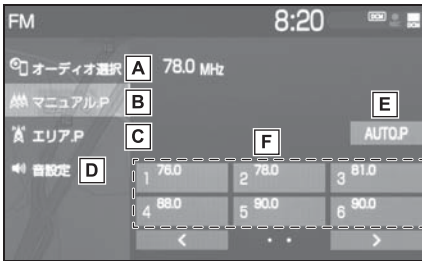 FM 8:20 DCM
オーディオ選択 A 78.0 MHz
マニュアル.P B
エリア.P C
音設定 D
E
AUTO.P
F
1 76.0 2 78.0 3 81.0
4 88.0 5 90.0 6 90.0
< · · >